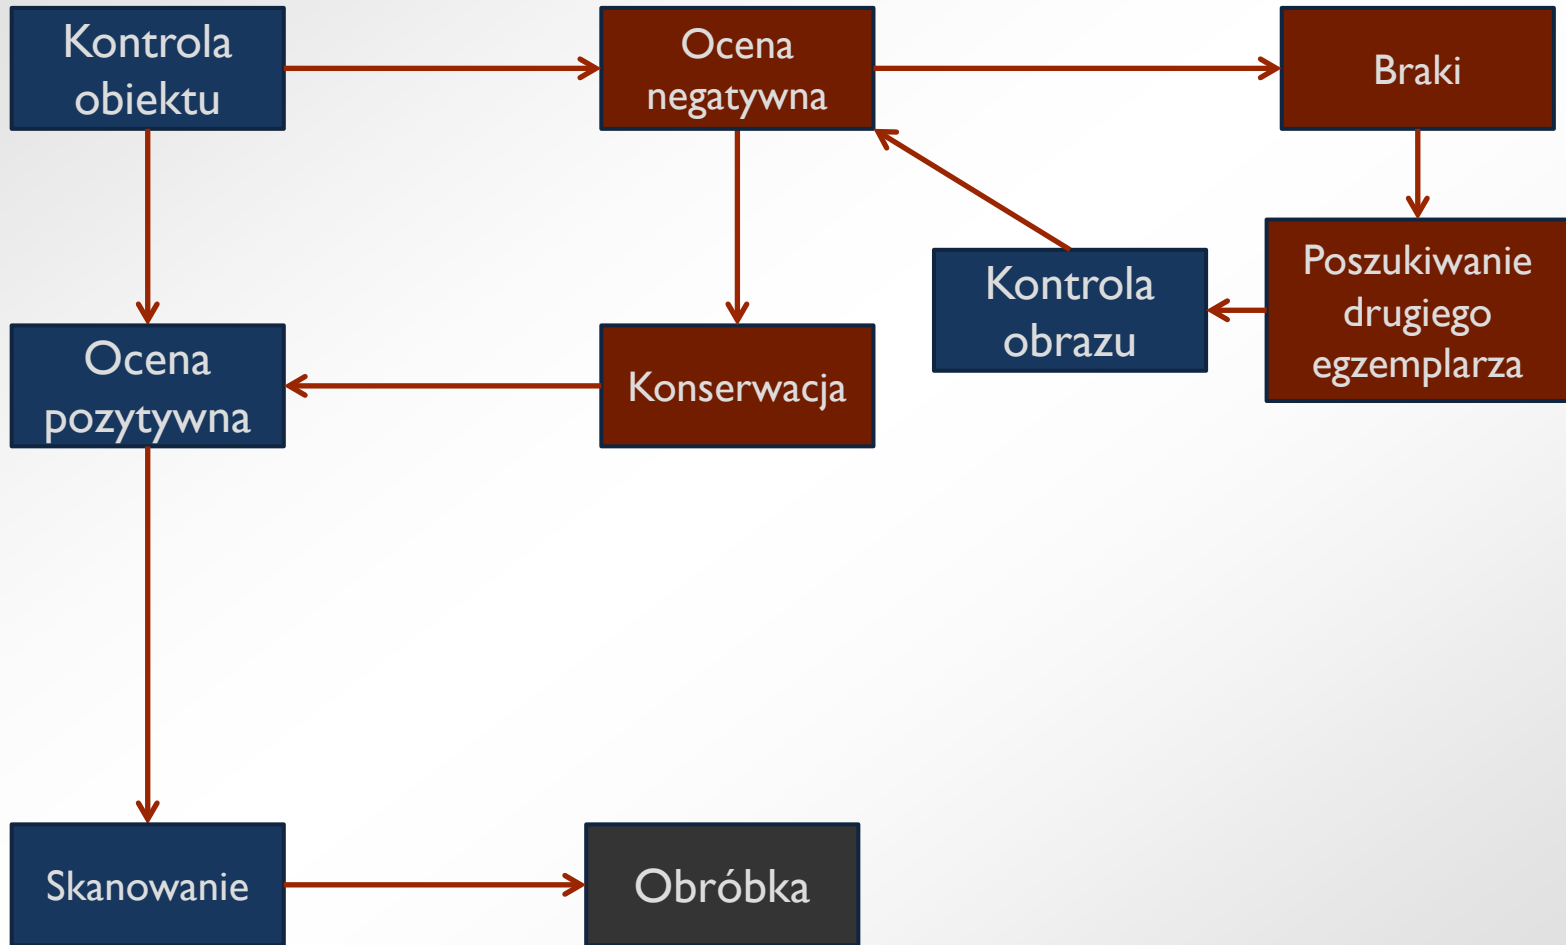 Kontrola
obiektu
Ocena
negatywna
Braki
Poszukiwanie
drugiego
egzemplarza
Kontrola
obrazu
Ocena
pozytywna
Konserwacja
Skanowanie
Obróbka